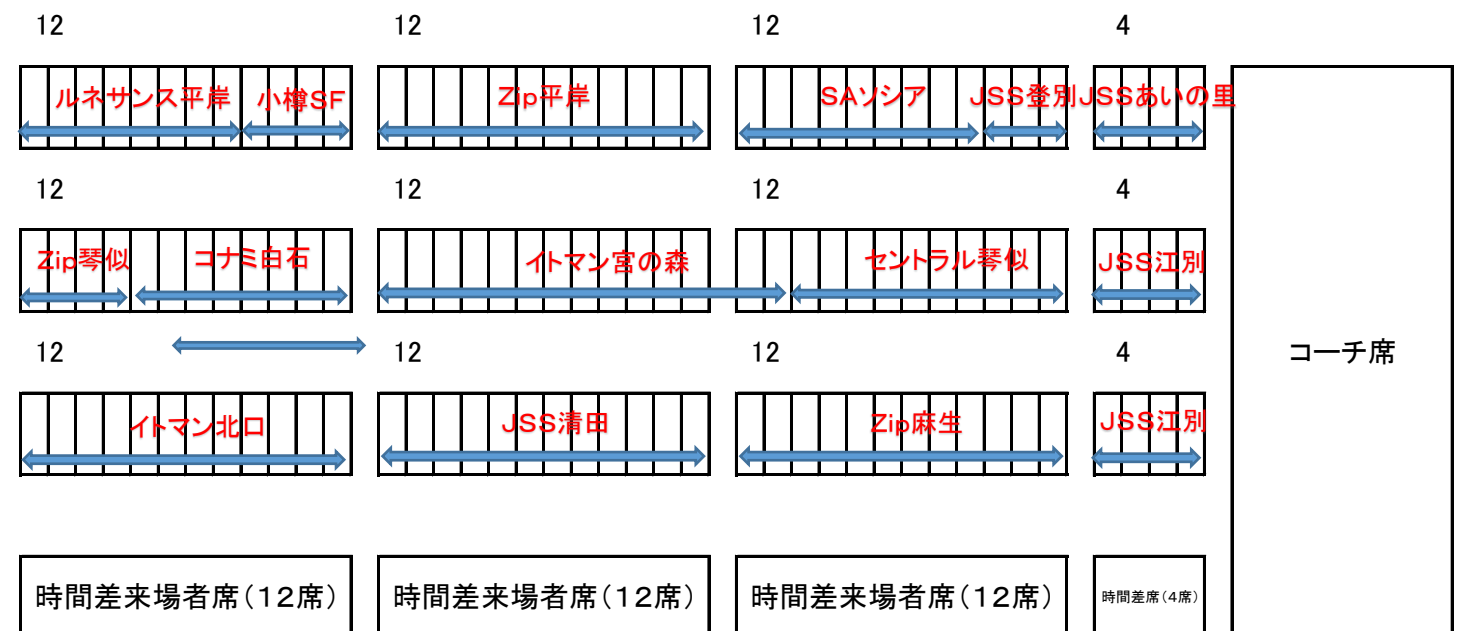 12 12 12 4
ルネサンス平岸 小樽SF Zip平岸 SAソシア JSS登別 JSSあいの里
12 12 12 4
Zip琴似 コナミ白石 イトマン宮の森 セントラル琴似 JSS江別
12 12 12 4 コーチ席
イトマン北口 JSS清田 Zip麻生 JSS江別
時間差来場者席(12席) 時間差来場者席(12席) 時間差来場者席(12席) 時間差席(4席)